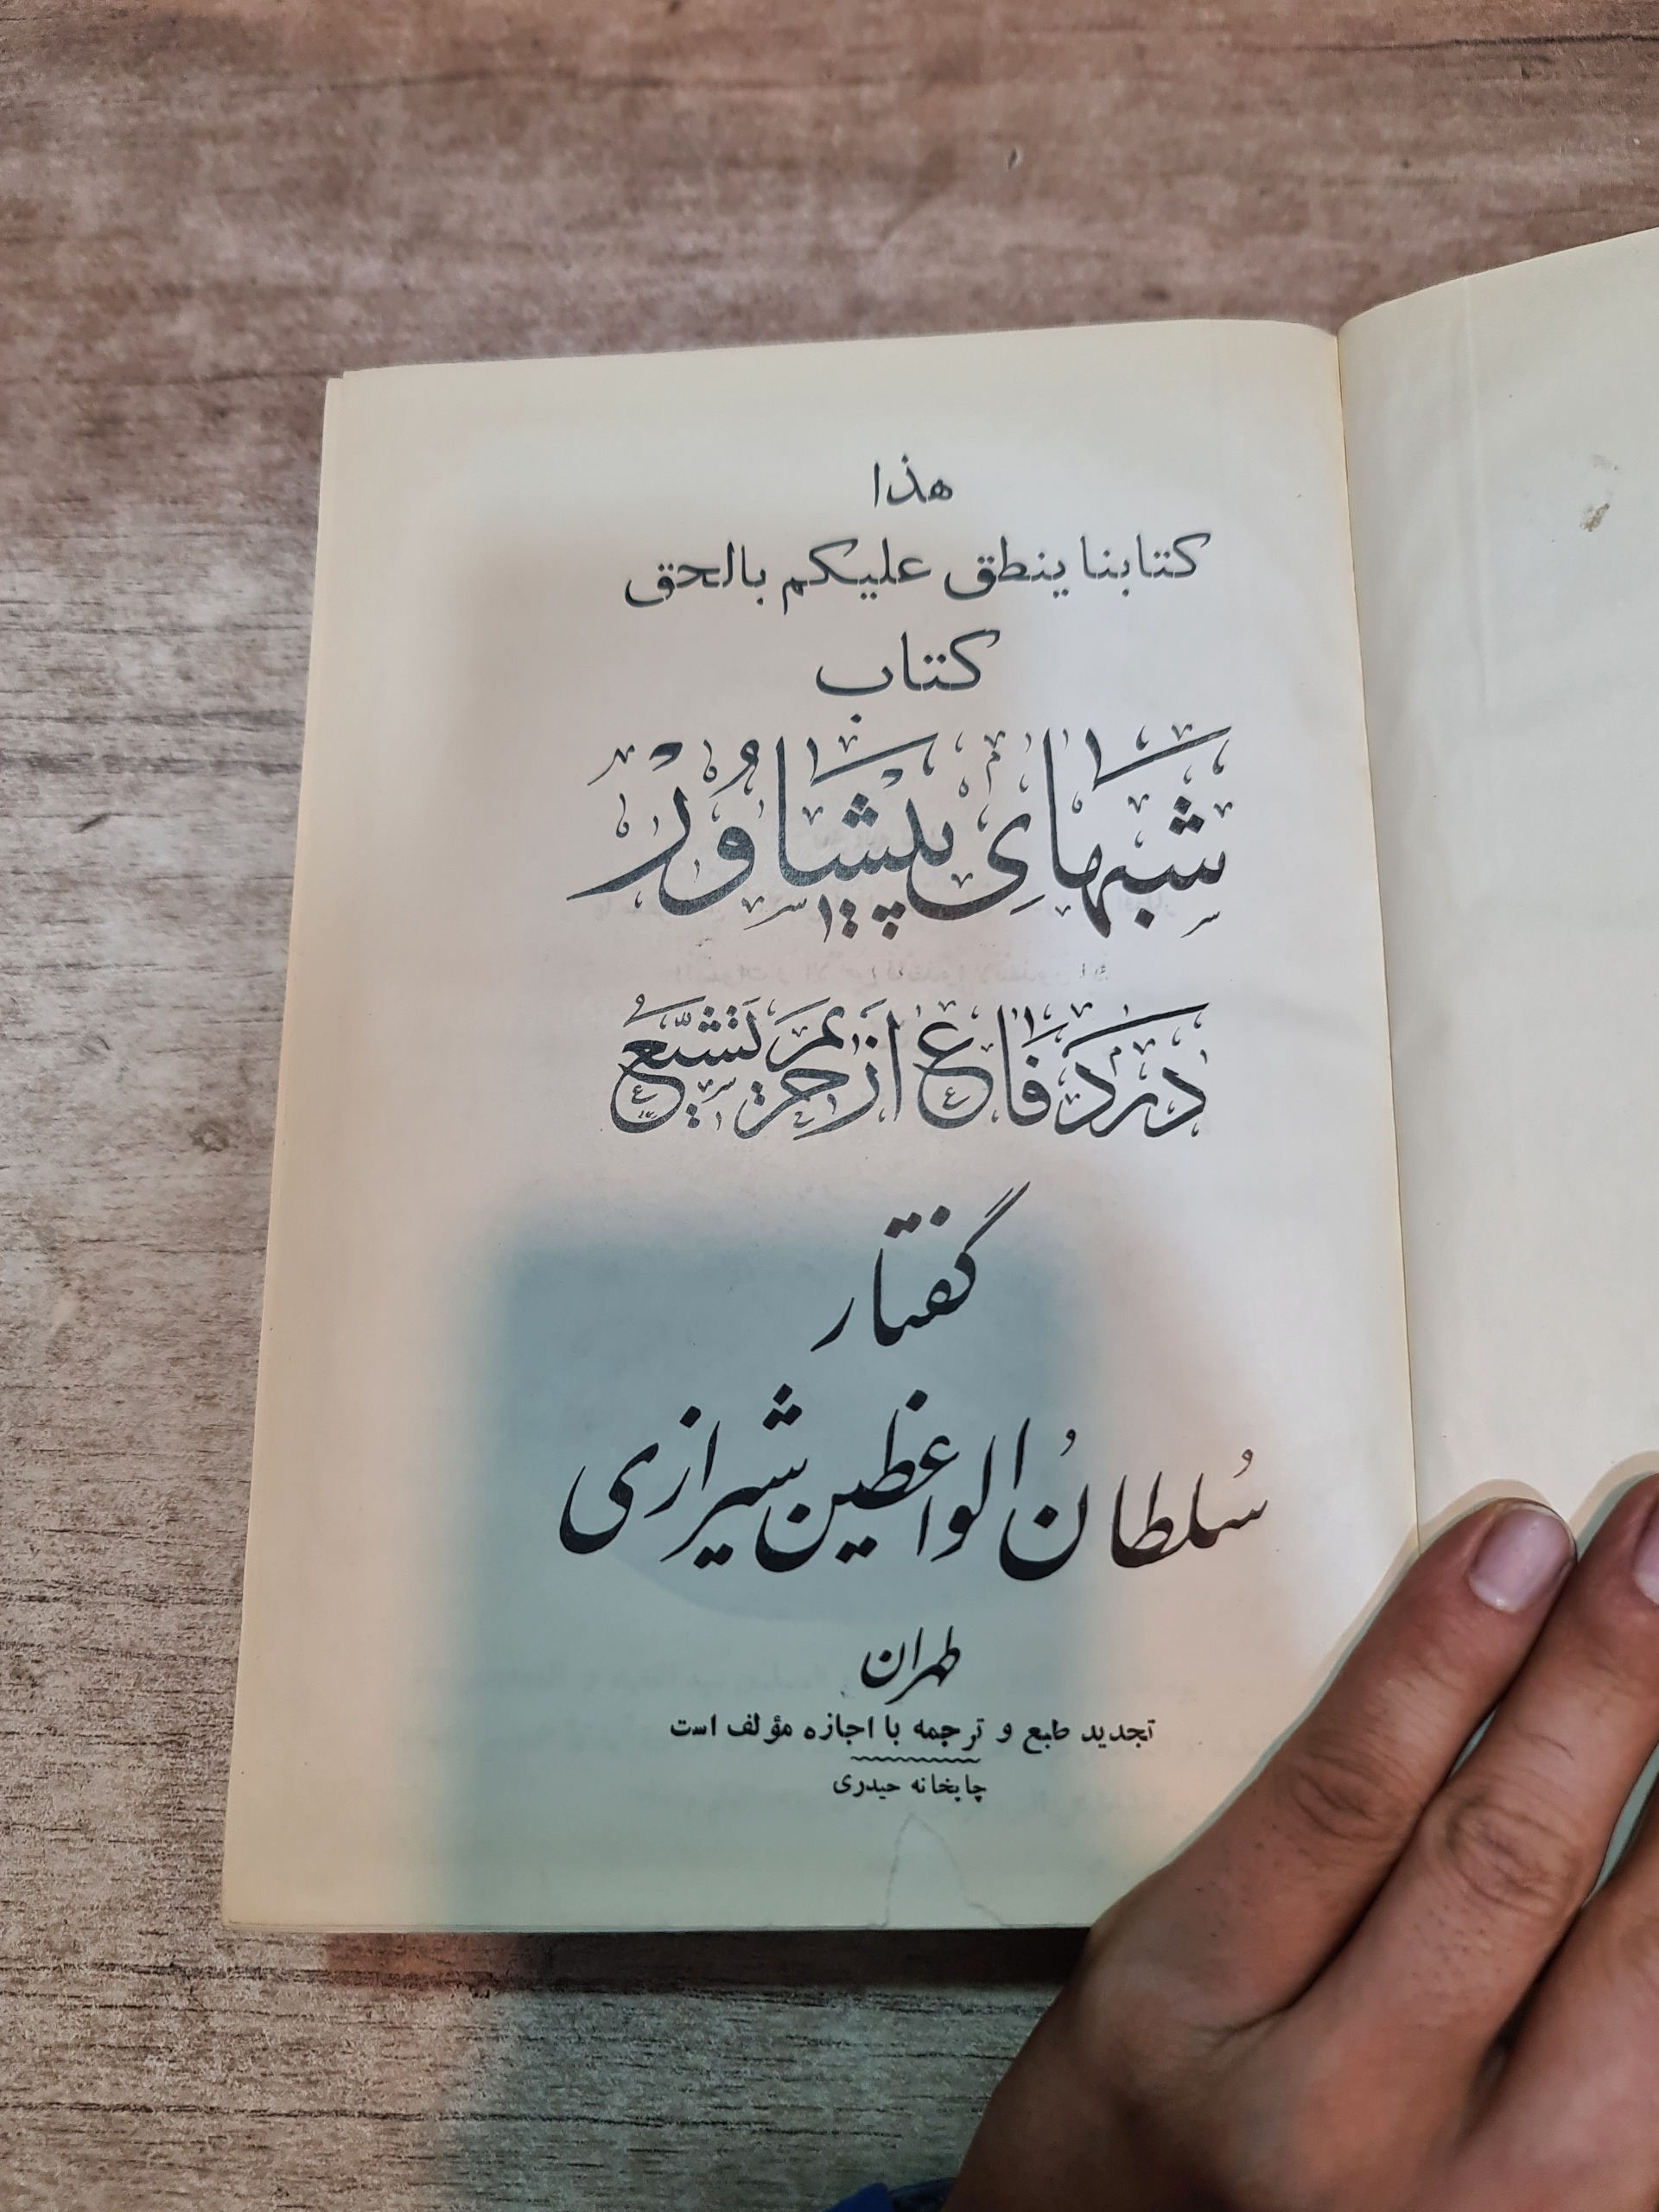 هذا
كتابنا ينطق عليكم بالحق
كتاب
شبهای پیشاور
در دفاع از حریم تشیع
گفتار
سُلطانُ الواعظین شیرازی
طهران
تجدید طبع و ترجمه با اجازه مؤلف است
چاپخانه حیدری